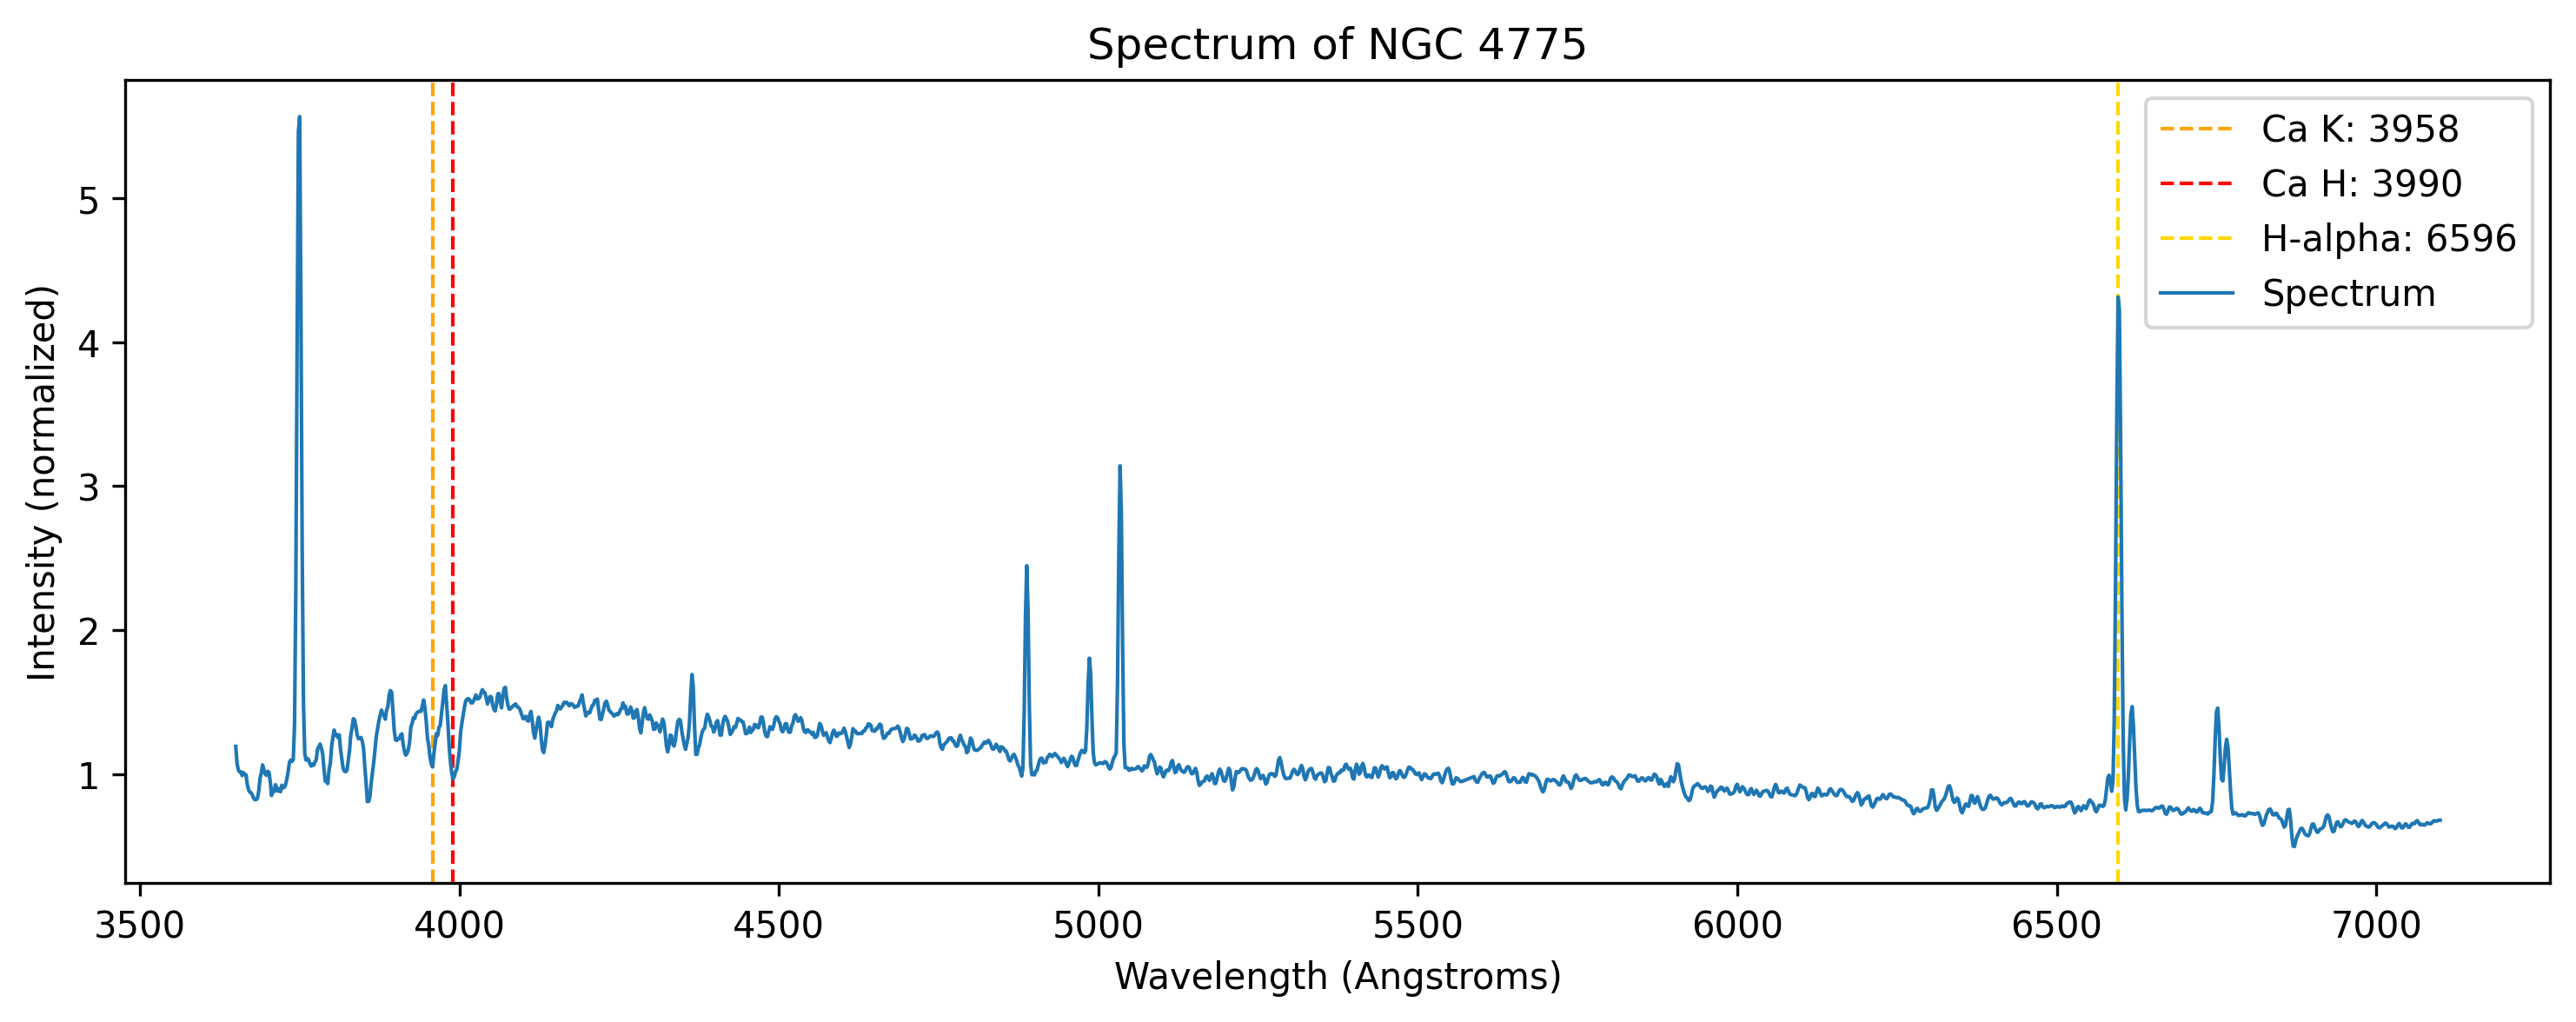 Spectrum of NGC 4775
Intensity (normalized)
5
4
3
2
1
Ca K: 3958
Ca H: 3990
H-alpha: 6596
Spectrum
3500 4000 4500 5000 5500 6000 6500 7000
Wavelength (Angstroms)